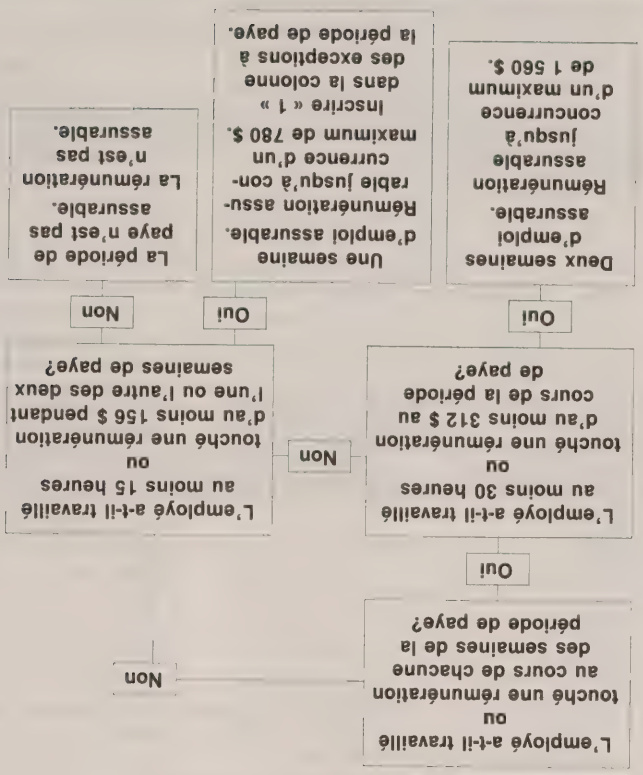 L'employé a-t-il travaillé
ou
touché une rémunération
au cours de chacune
des semaines de la
période de paye?
Non
Oui
L'employé a-t-il travaillé
au moins 30 heures
ou
touché une rémunération
d'au moins 312 $ au
cours de la période
de paye?
Non
L'employé a-t-il travaillé
au moins 15 heures
ou
touché une rémunération
d'au moins 156 $ pendant
l'une ou l'autre des deux
semaines de paye?
Oui
Oui
Non
Deux semaines
d'emploi
assurable.
Rémunération
assurable
jusqu'à
concurrence
d'un maximum
de 1 560 $.
Une semaine
d'emploi assurable.
Rémunération assu-
rable jusqu'à con-
currence d'un
maximum de 780 $.
Inscrire « 1 »
dans la colonne
des exceptions à
la période de paye.
La période de
paye n'est pas
assurable.
La rémunération
n'est pas
assurable.